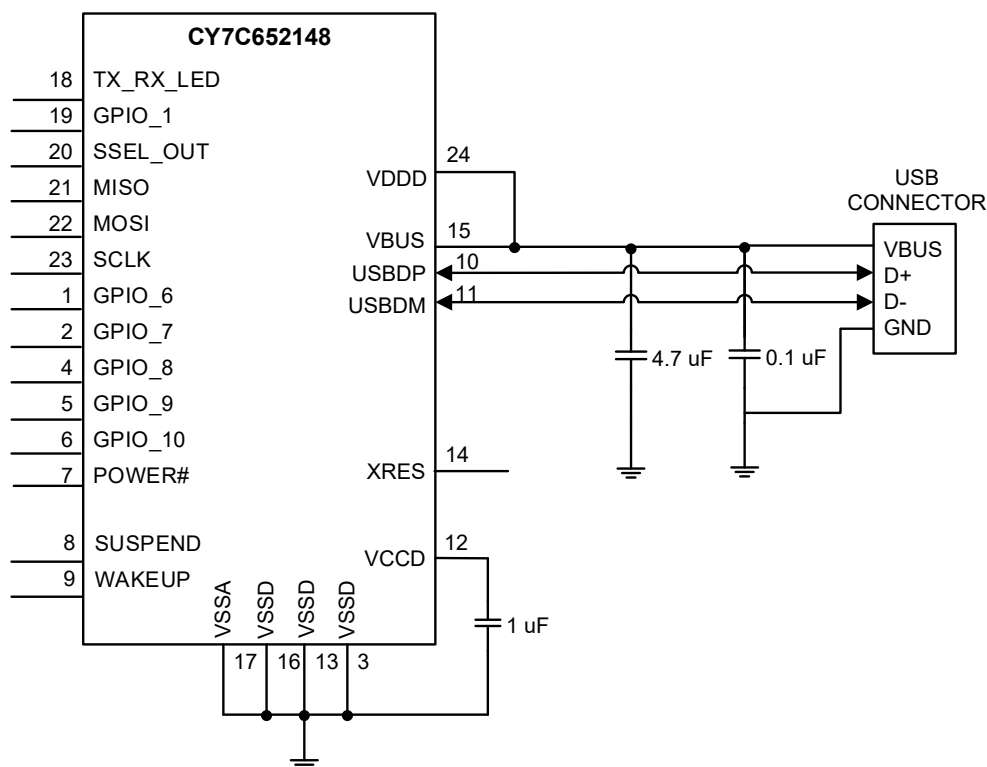 CY7C652148
18 TX_RX_LED
19 GPIO_1
20 SSEL_OUT
21 MISO
22 MOSI
23 SCLK
1 GPIO_6
2 GPIO_7
4 GPIO_8
5 GPIO_9
6 GPIO_10
7 POWER#
8 SUSPEND
9 WAKEUP
VDDD 24
VBUS 15
USBDP 10
USBDM 11
XRES 14
VCCD 12
VSSA
VSSD
VSSD
VSSD
17 16 13 3
1 uF
4.7 uF
0.1 uF
USB
CONNECTOR
VBUS
D+
D-
GND